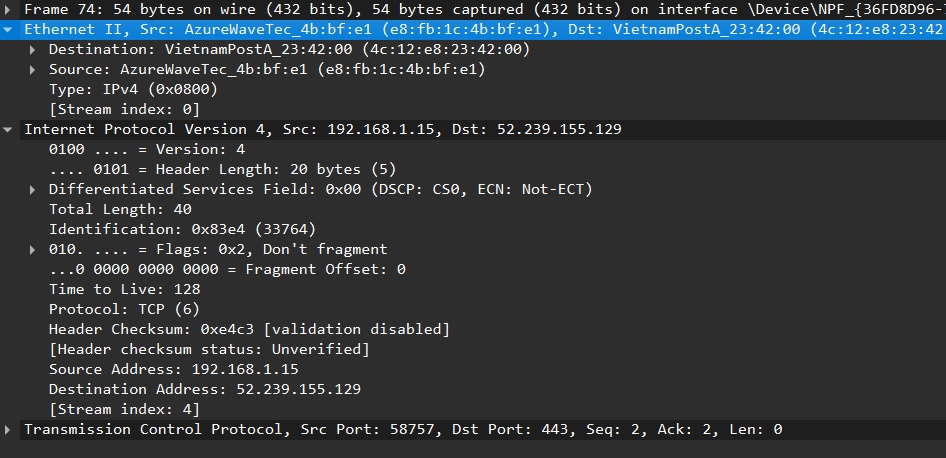 Frame 74: 54 bytes on wire (432 bits), 54 bytes captured (432 bits) on interface \Device\NPF_{36FD8D96-
Ethernet II, Src: AzureWaveTec_4b:bf:e1 (e8:fb:1c:4b:bf:e1), Dst: VietnamPostA_23:42:00 (4c:12:e8:23:42
Destination: VietnamPostA_23:42:00 (4c:12:e8:23:42:00)
Source: AzureWaveTec_4b:bf:e1 (e8:fb:1c:4b:bf:e1)
Type: IPv4 (0x0800)
[Stream index: 0]
Internet Protocol Version 4, Src: 192.168.1.15, Dst: 52.239.155.129
0100 .... = Version: 4
.... 0101 = Header Length: 20 bytes (5)
Differentiated Services Field: 0x00 (DSCP: CS0, ECN: Not-ECT)
Total Length: 40
Identification: 0x83e4 (33764)
010. .... = Flags: 0x2, Don't fragment
...0 0000 0000 0000 = Fragment Offset: 0
Time to Live: 128
Protocol: TCP (6)
Header Checksum: 0xe4c3 [validation disabled]
[Header checksum status: Unverified]
Source Address: 192.168.1.15
Destination Address: 52.239.155.129
[Stream index: 4]
Transmission Control Protocol, Src Port: 58757, Dst Port: 443, Seq: 2, Ack: 2, Len: 0